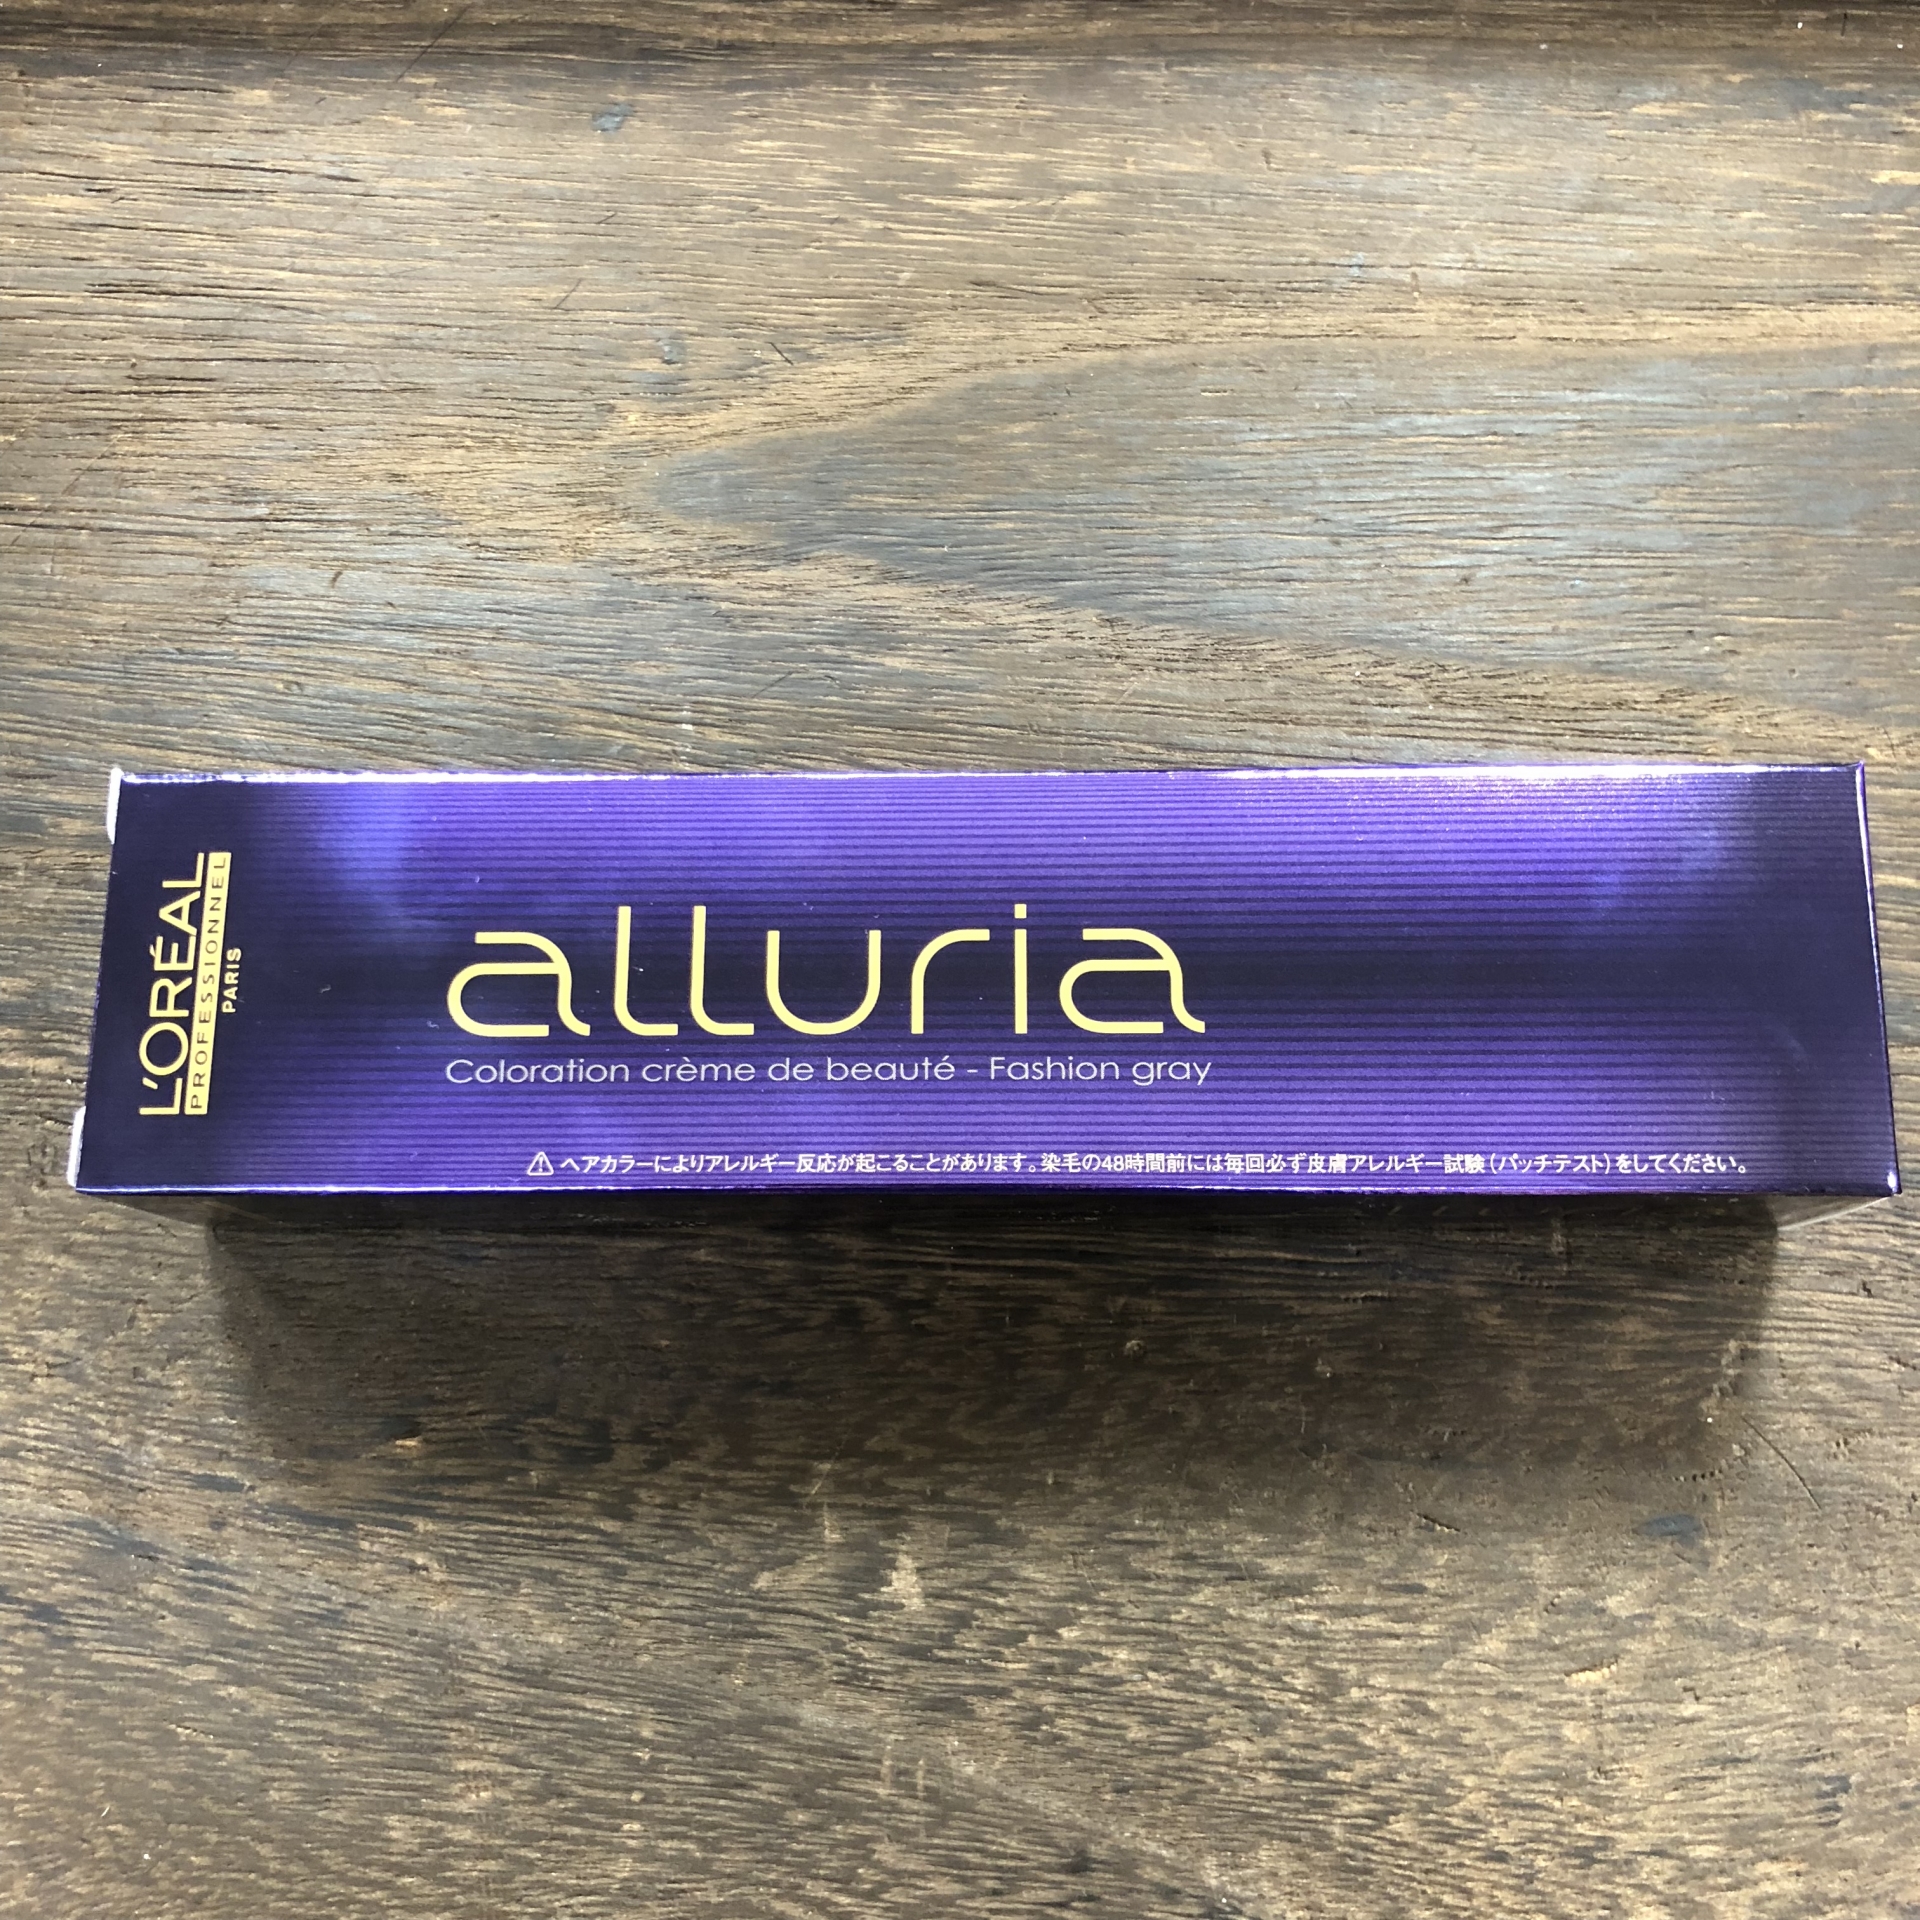 L'ORÉAL
PROFESSIONNEL
PARIS
alluria
Coloration crème de beauté - Fashion gray
⚠ ヘアカラーによりアレルギー反応が起こることがあります。染毛の48時間前には毎回必ず皮膚アレルギー試験(パッチテスト)をしてください。